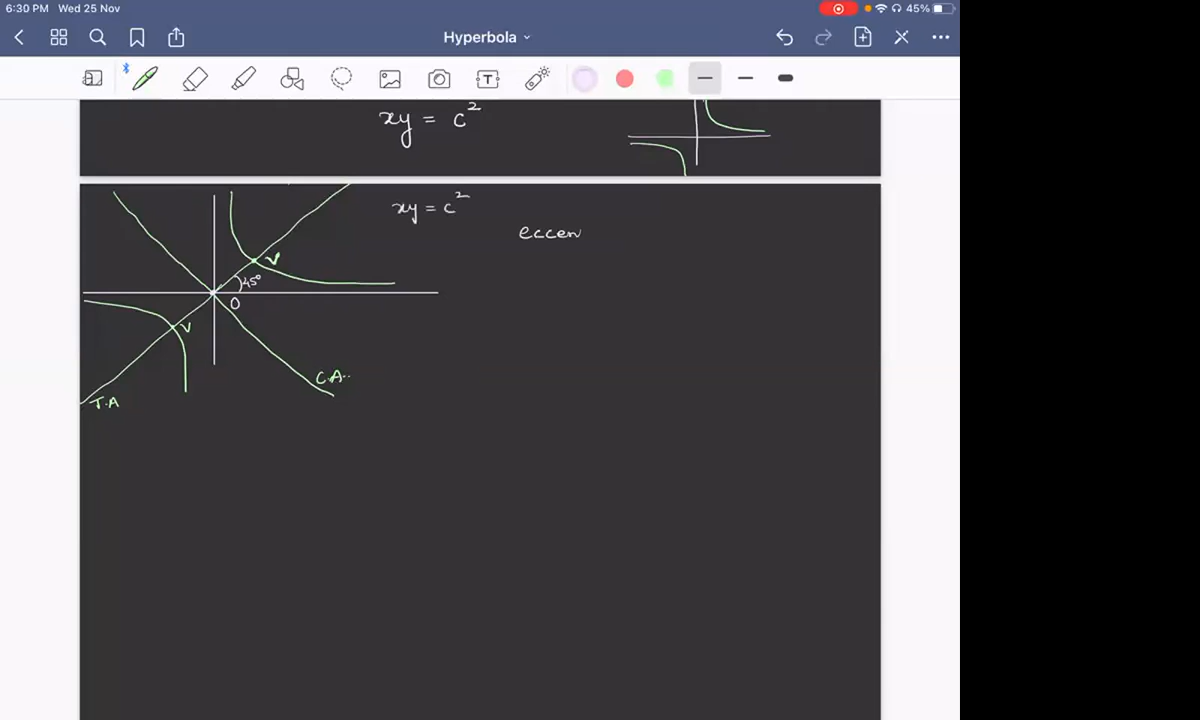 6:30 PM Wed 25 Nov
45%
Hyperbola
T
xy = c²
xy = c²
eccen
V
45°
O
V
C.A.
T.A